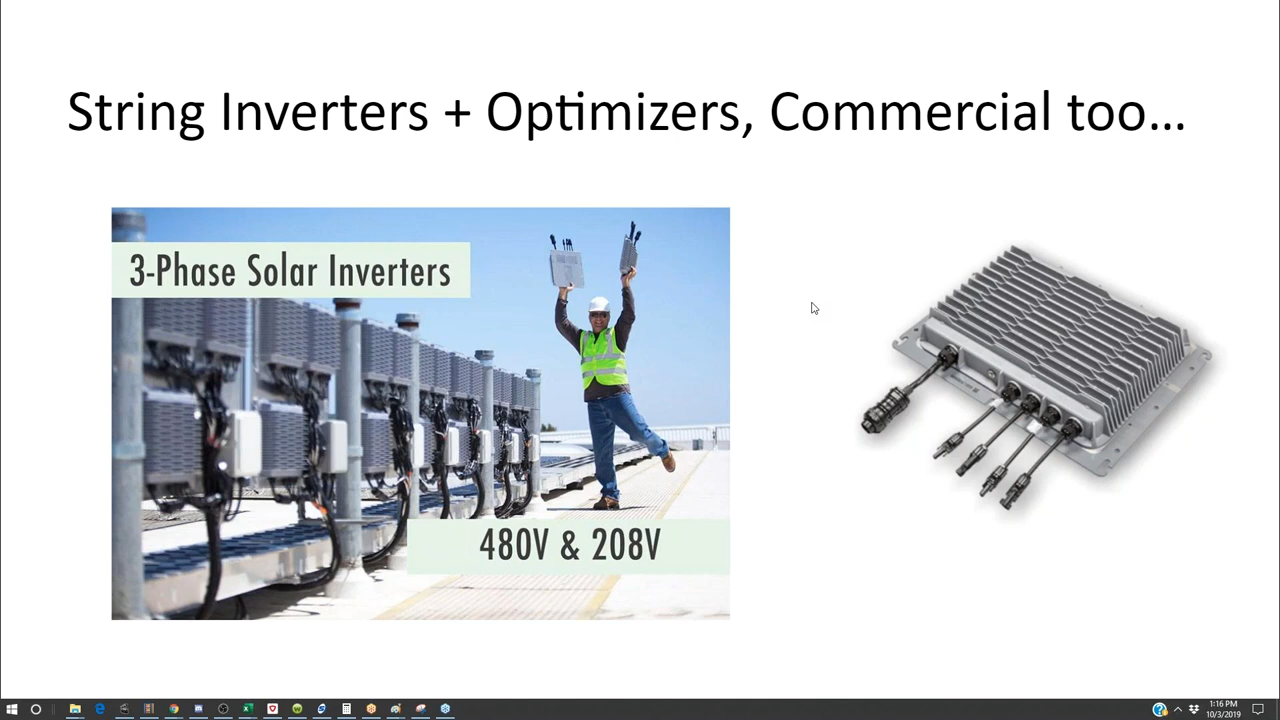 String Inverters + Optimizers, Commercial too...
3-Phase Solar Inverters
480V & 208V
1:16 PM
10/3/2019